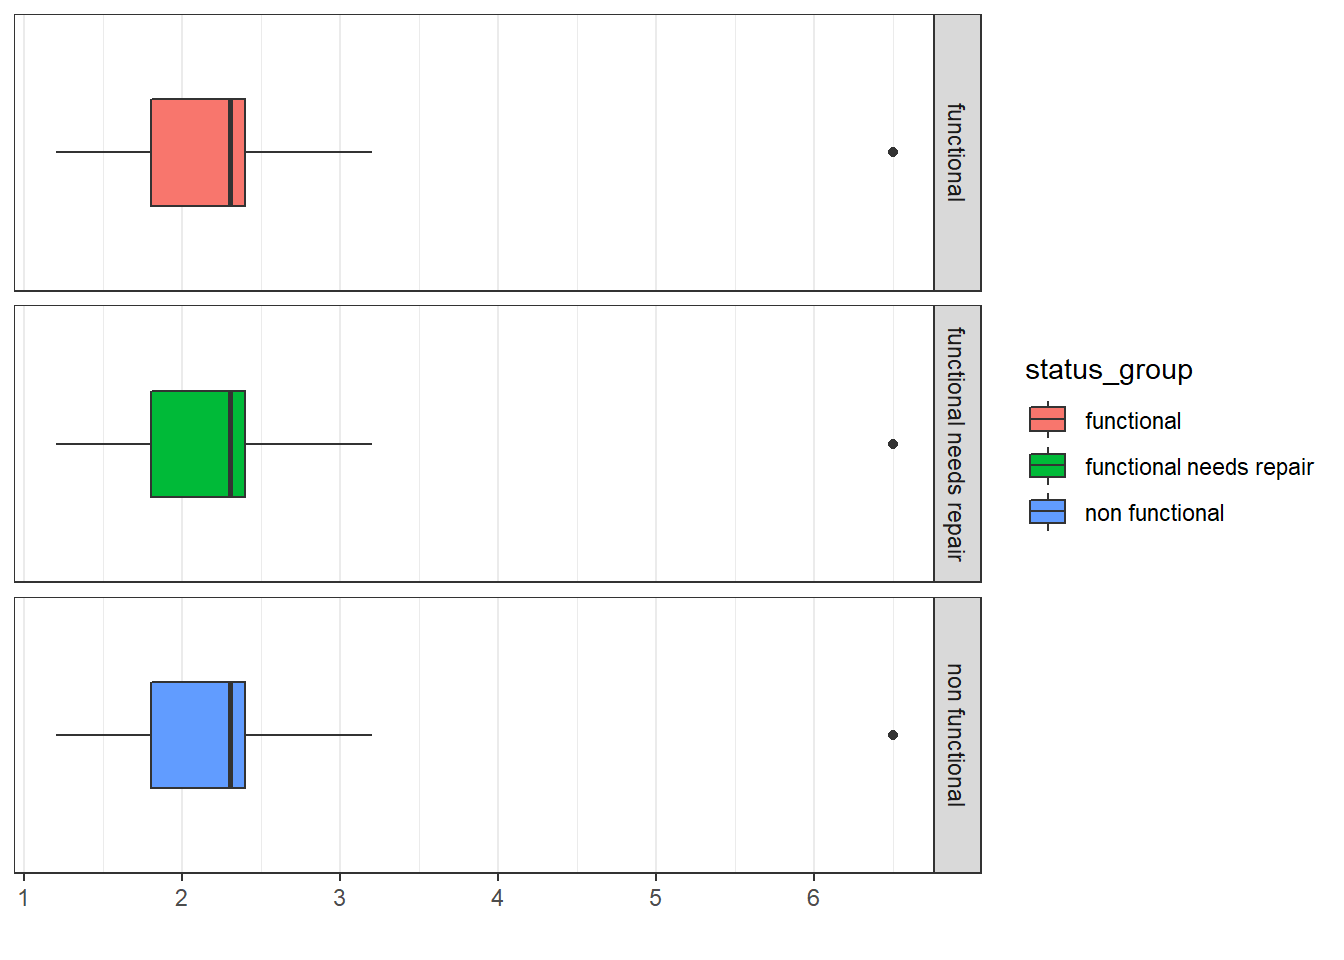 functional
functional needs repair
non functional
1 2 3 4 5 6
status_group
functional
functional needs repair
non functional